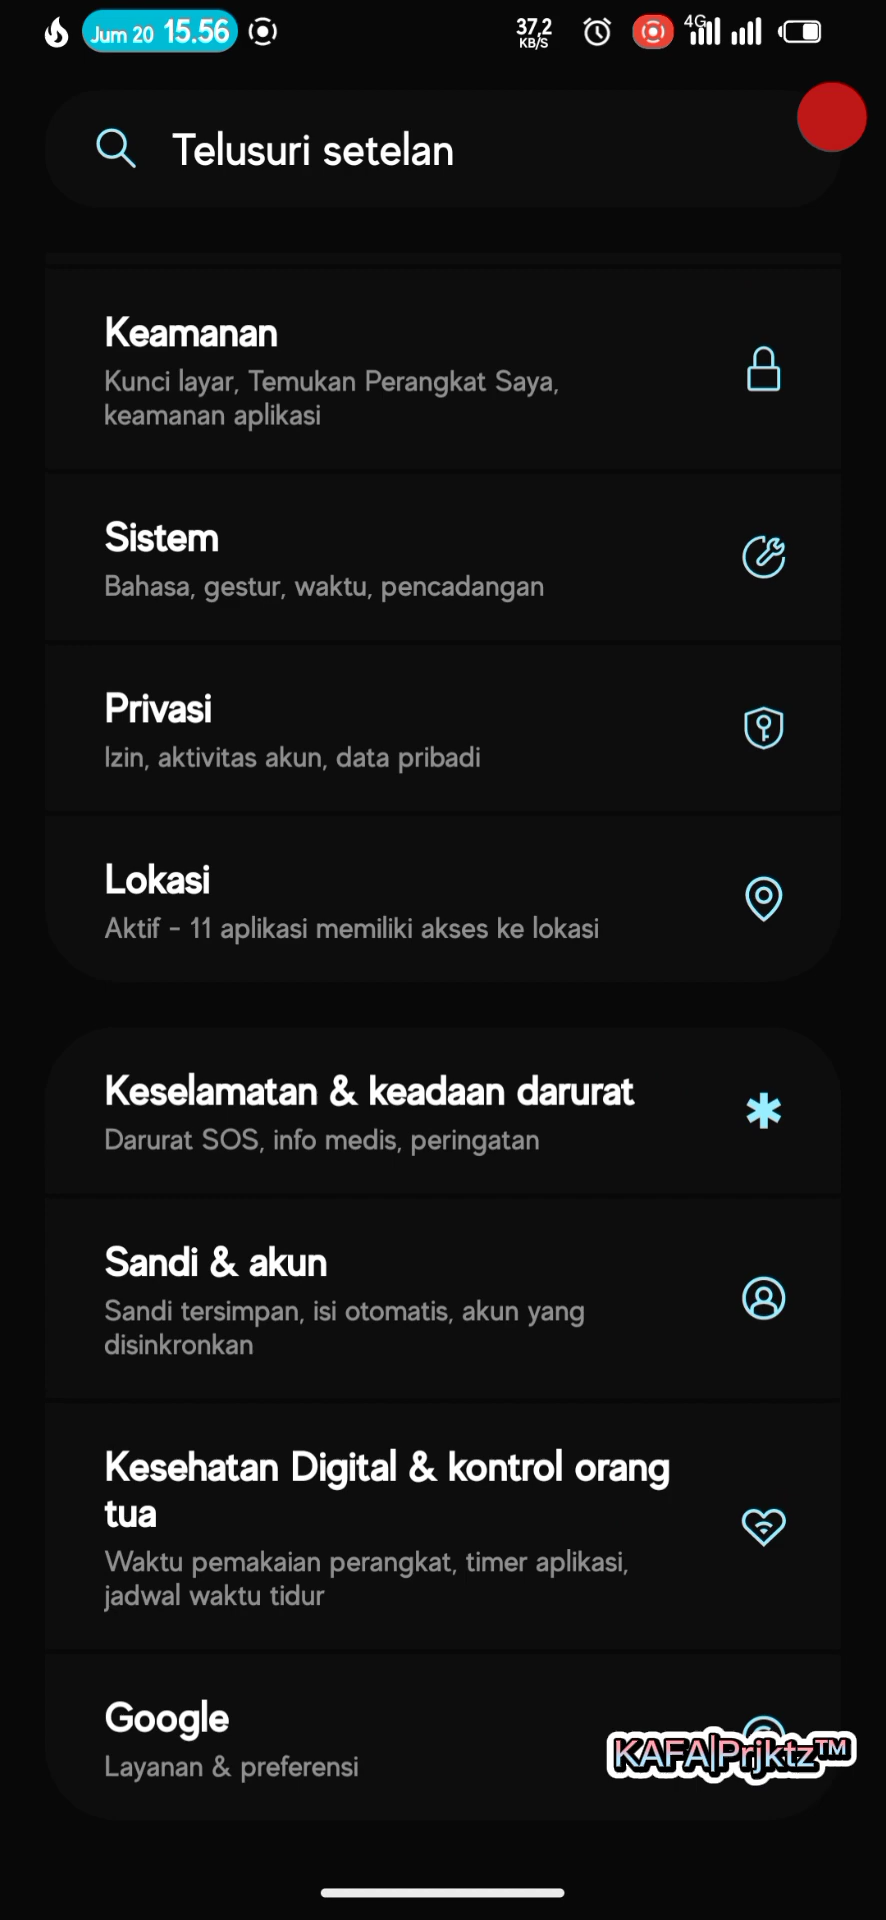 Jum 20 15.56
37,2
KB/S
4G
Telusuri setelan
Keamanan
Kunci layar, Temukan Perangkat Saya,
keamanan aplikasi
Sistem
Bahasa, gestur, waktu, pencadangan
Privasi
Izin, aktivitas akun, data pribadi
Lokasi
Aktif - 11 aplikasi memiliki akses ke lokasi
Keselamatan & keadaan darurat
Darurat SOS, info medis, peringatan
Sandi & akun
Sandi tersimpan, isi otomatis, akun yang
disinkronkan
Kesehatan Digital & kontrol orang
tua
Waktu pemakaian perangkat, timer aplikasi,
jadwal waktu tidur
Google
Layanan & preferensi
KAFA|Prjktz™